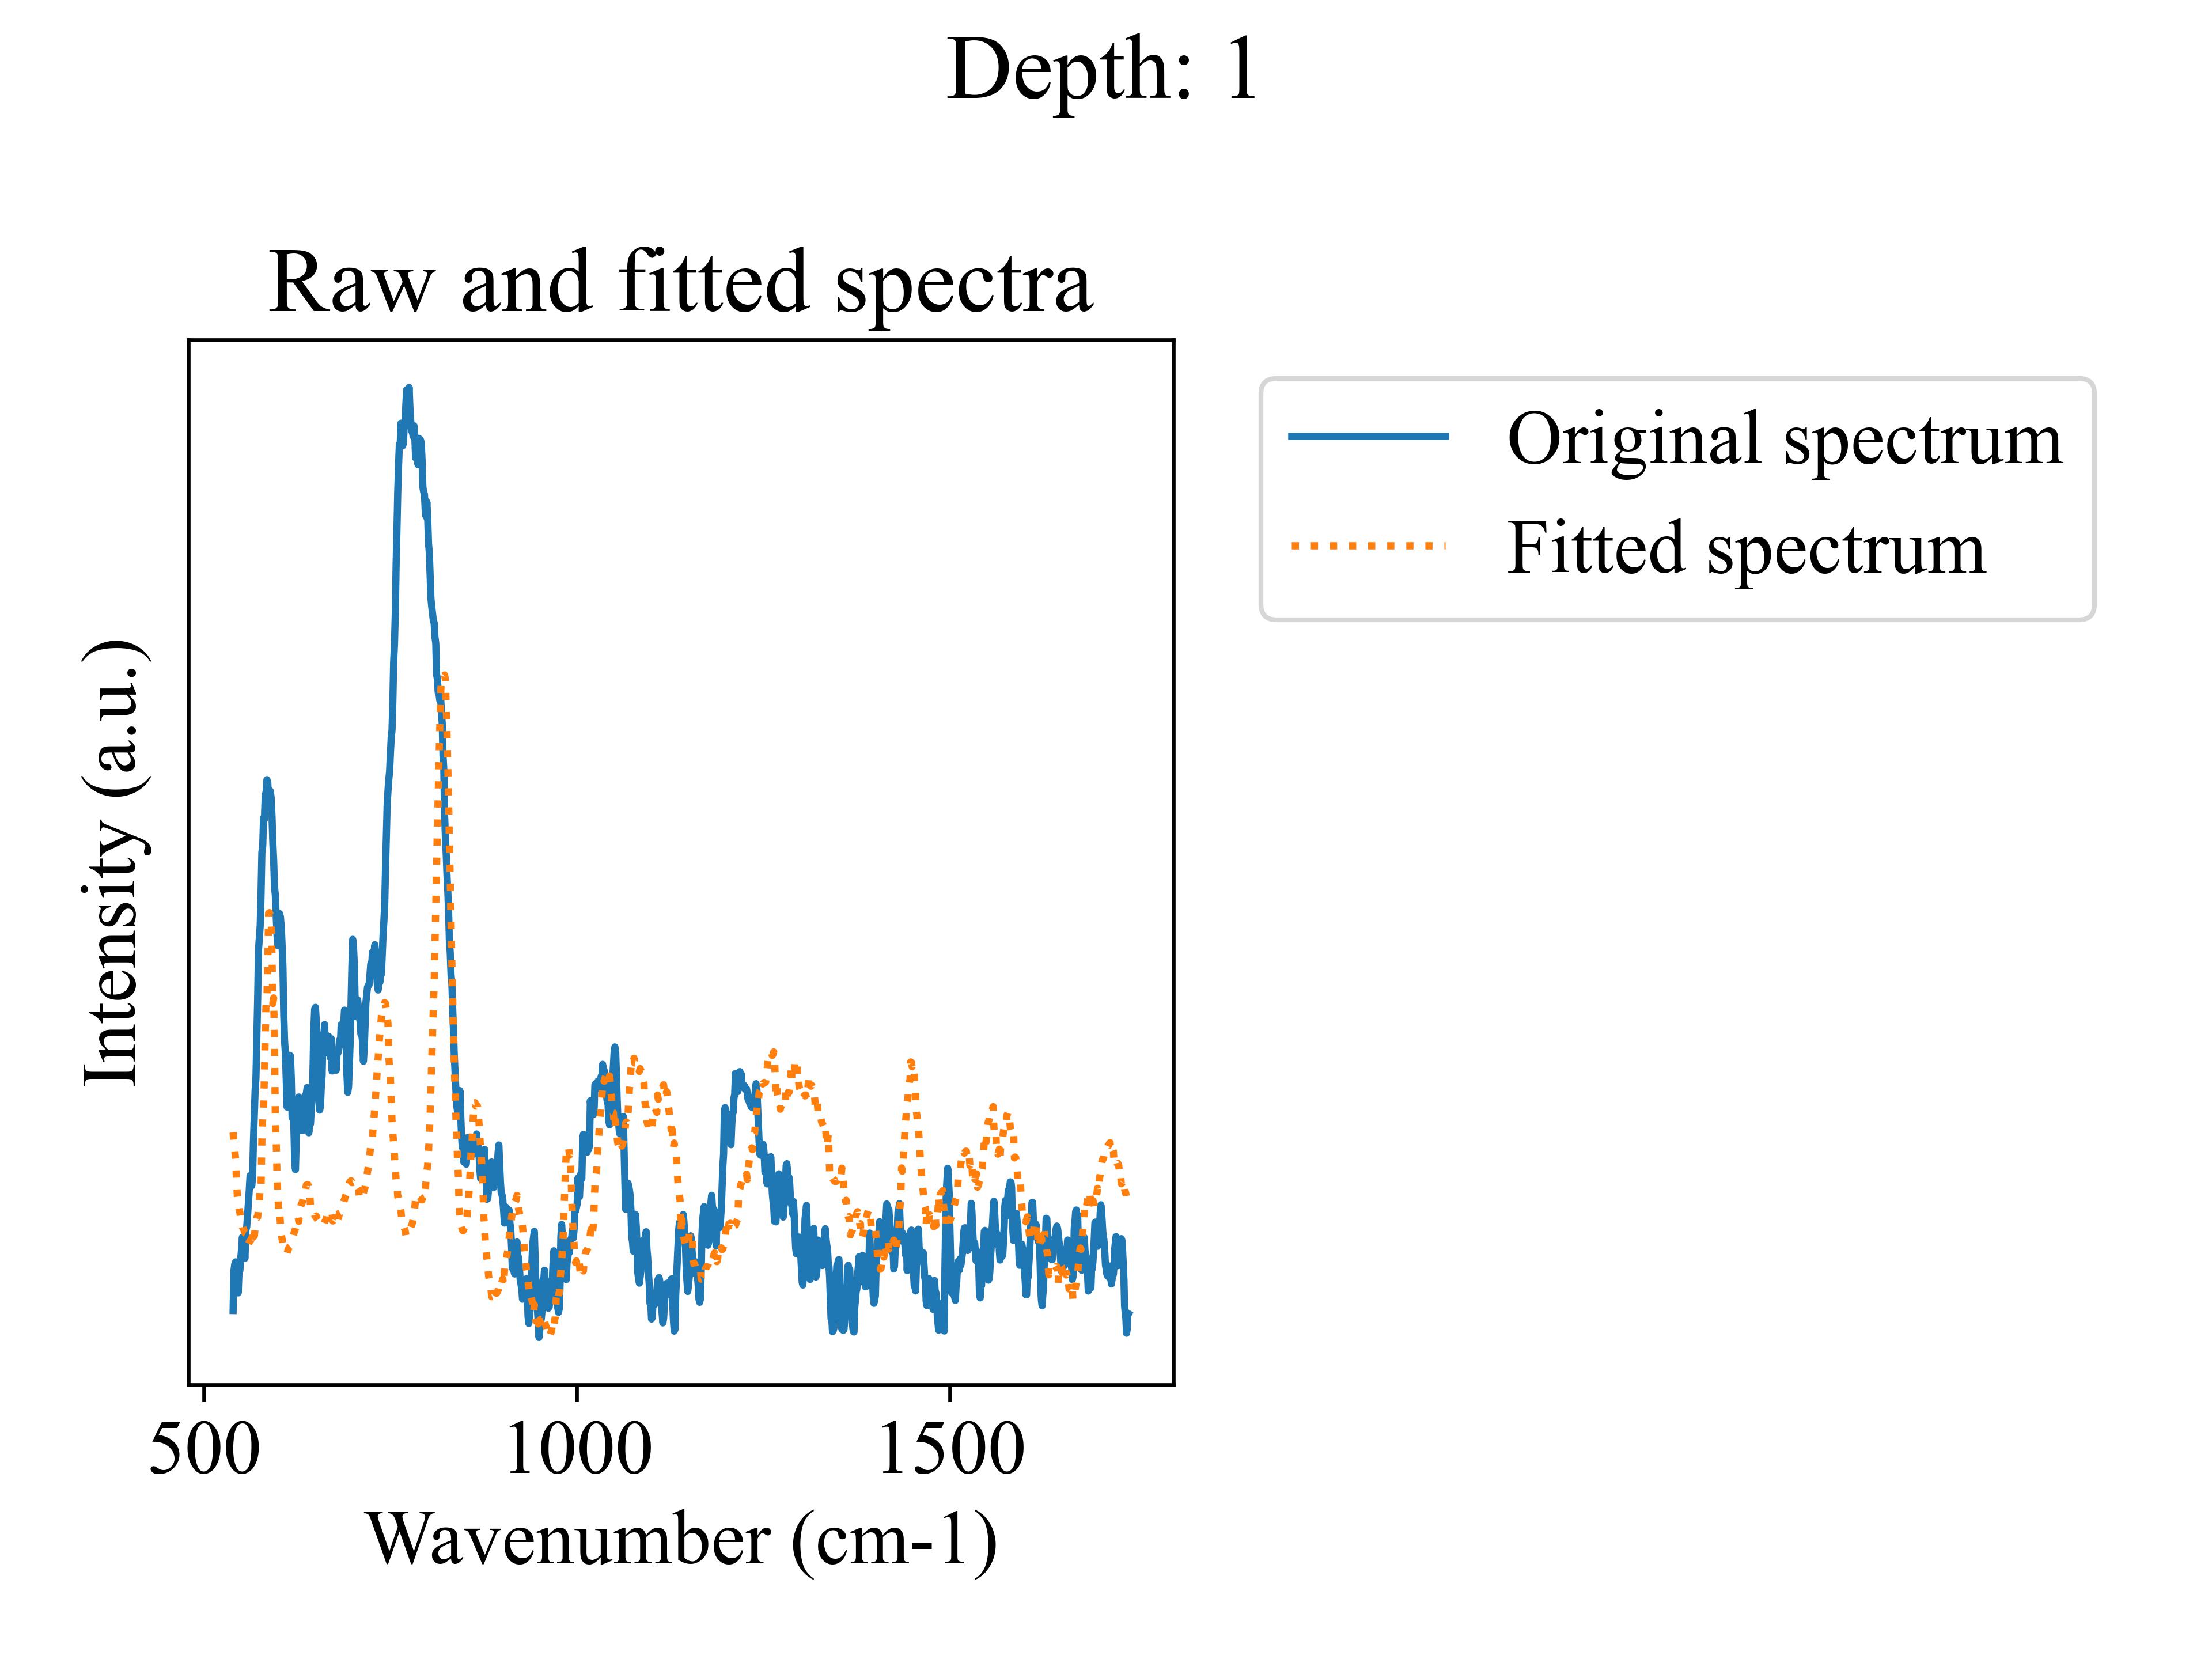 Depth: 1
Raw and fitted spectra
Original spectrum
Fitted spectrum
Intensity (a.u.)
500 1000 1500
Wavenumber (cm-1)